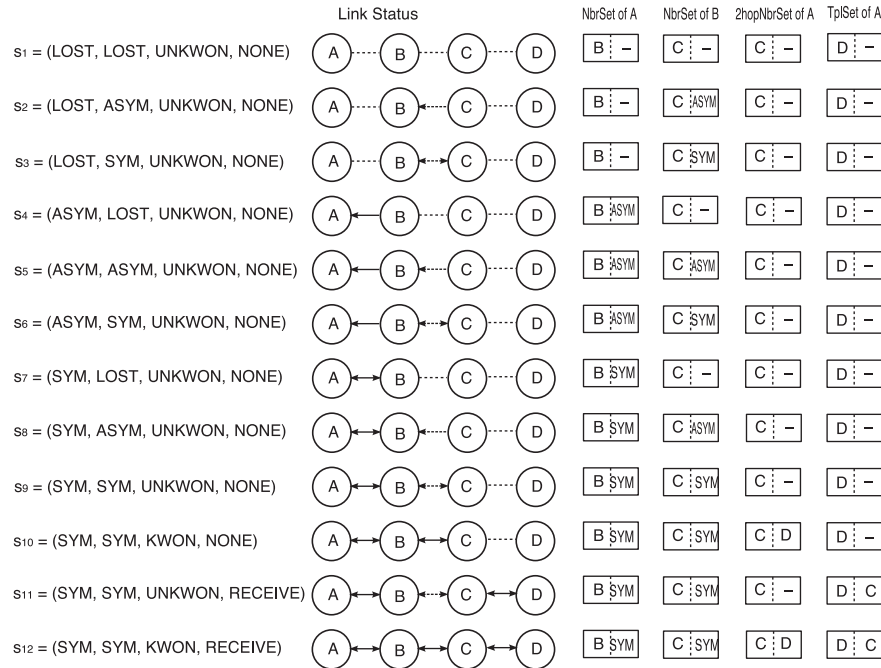 Link Status NbrSet of A NbrSet of B 2hopNbrSet of A TplSet of A
s1 = (LOST, LOST, UNKWON, NONE) A B C D B – C – C – D –
s2 = (LOST, ASYM, UNKWON, NONE) A B C D B – C ASYM C – D –
s3 = (LOST, SYM, UNKWON, NONE) A B C D B – C SYM C – D –
s4 = (ASYM, LOST, UNKWON, NONE) A B C D B ASYM C – C – D –
s5 = (ASYM, ASYM, UNKWON, NONE) A B C D B ASYM C ASYM C – D –
s6 = (ASYM, SYM, UNKWON, NONE) A B C D B ASYM C SYM C – D –
s7 = (SYM, LOST, UNKWON, NONE) A B C D B SYM C – C – D –
s8 = (SYM, ASYM, UNKWON, NONE) A B C D B SYM C ASYM C – D –
s9 = (SYM, SYM, UNKWON, NONE) A B C D B SYM C SYM C – D –
s10 = (SYM, SYM, KWON, NONE) A B C D B SYM C SYM C D D –
s11 = (SYM, SYM, UNKWON, RECEIVE) A B C D B SYM C SYM C – D C
s12 = (SYM, SYM, KWON, RECEIVE) A B C D B SYM C SYM C D D C